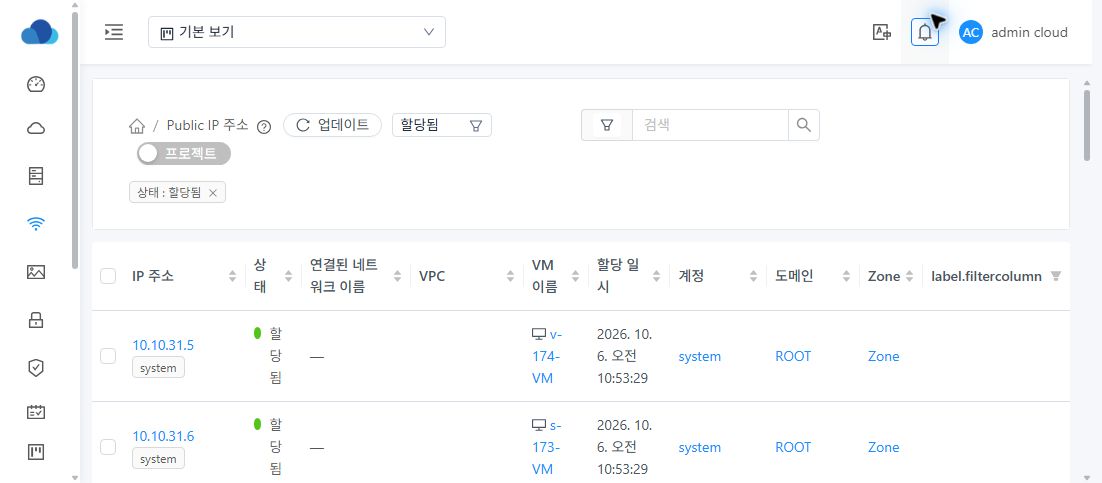 기본 보기
AC admin cloud
/ Public IP 주소 업데이트 할당됨 검색
프로젝트
상태 : 할당됨
IP 주소 상태 연결된 네트워크 이름 VPC VM 이름 할당 일시 계정 도메인 Zone label.filtercolumn
10.10.31.5 system 할당됨 — v-174-VM 2026. 10. 6. 오전 10:53:29 system ROOT Zone
10.10.31.6 system 할당됨 — s-173-VM 2026. 10. 6. 오전 10:53:29 system ROOT Zone